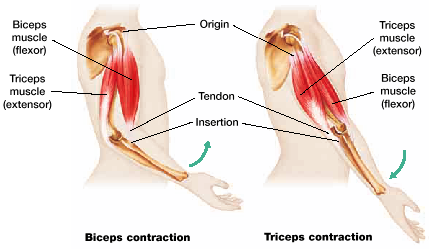 Biceps
muscle
(flexor)
Triceps
muscle
(extensor)
Origin
Tendon
Insertion
Triceps
muscle
(extensor)
Biceps
muscle
(flexor)
Biceps contraction
Triceps contraction